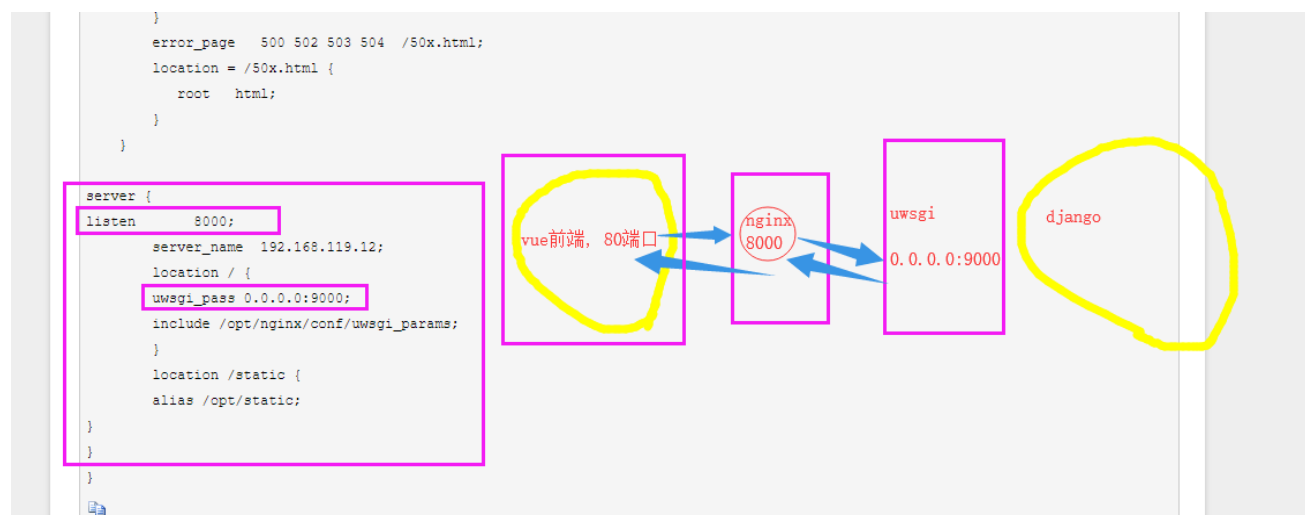 }
error_page   500 502 503 504  /50x.html;
location = /50x.html {
root   html;
}
}
server {
listen       8000;
server_name  192.168.119.12;
location / {
uwsgi_pass 0.0.0.0:9000;
include /opt/nginx/conf/uwsgi_params;
}
location /static {
alias /opt/static;
}
}
}
vue前端，80端口
nginx
8000
uwsgi
0.0.0.0:9000
django